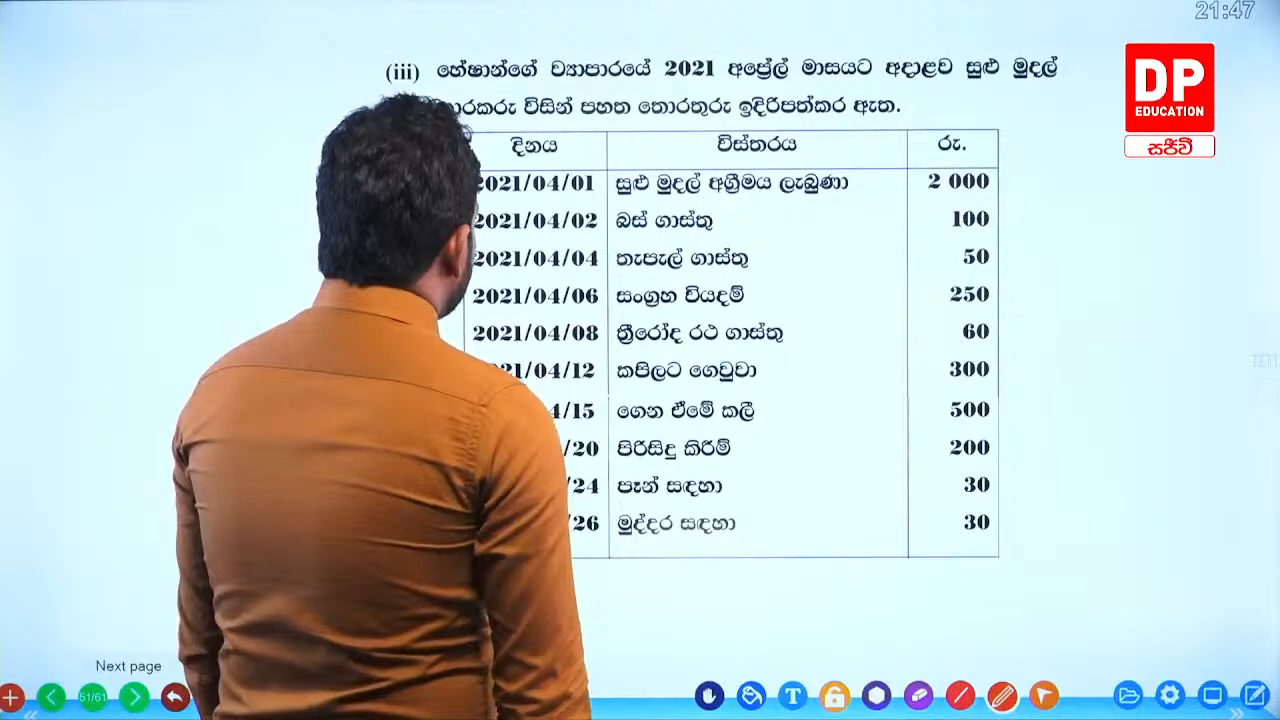 21:47
DP
EDUCATION
සජීවී
(iii) හේෂාන්ගේ ව්‍යාපාරයේ 2021 අප්‍රේල් මාසයට අදාළව සුළු මුදල්
විසින් පහත තොරතුරු ඉදිරිපත්කර ඇත.
දිනය විස්තරය රු.
2021/04/01 සුළු මුදල් අග්‍රීමය ලැබුණා 2 000
2021/04/02 බස් ගාස්තු 100
2021/04/04 තැපැල් ගාස්තු 50
2021/04/06 සංග්‍රහ වියදම් 250
2021/04/08 ත්‍රීරෝද රථ ගාස්තු 60
21/04/12 කපිලට ගෙවුවා 300
4/15 ගෙන ඒමේ කුලී 500
/20 පිරිසිදු කිරිම් 200
/24 පෑන් සඳහා 30
/26 මුද්දර සඳහා 30
Next page
51/61